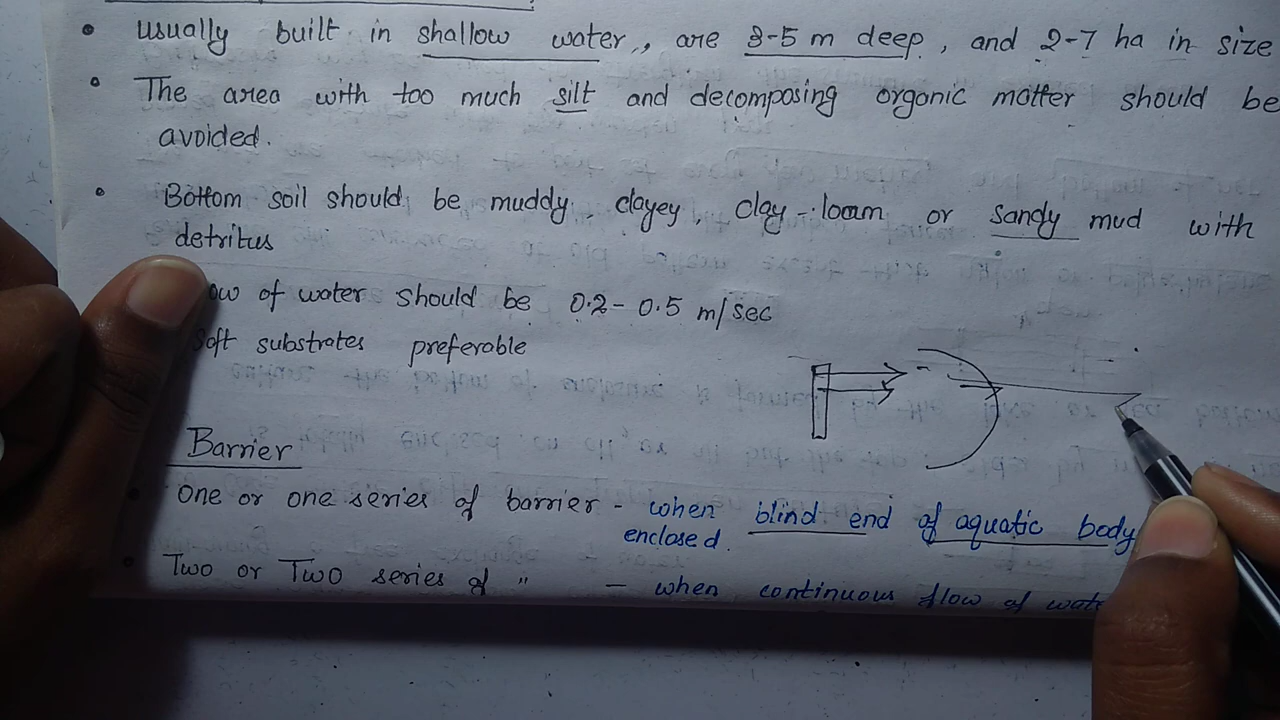 • usually built in shallow water, are 3-5 m deep, and 2-7 ha in size
• The area with too much silt and decomposing organic matter should be
avoided.
• Bottom soil should be muddy, clayey, clay-loam or sandy mud with
detritus
ow of water should be 0.2-0.5 m/sec
Soft substrates preferable
Barrier
• One or one series of barrier - when blind end of aquatic body
enclosed.
• Two or Two series of " - when continuous flow of wate